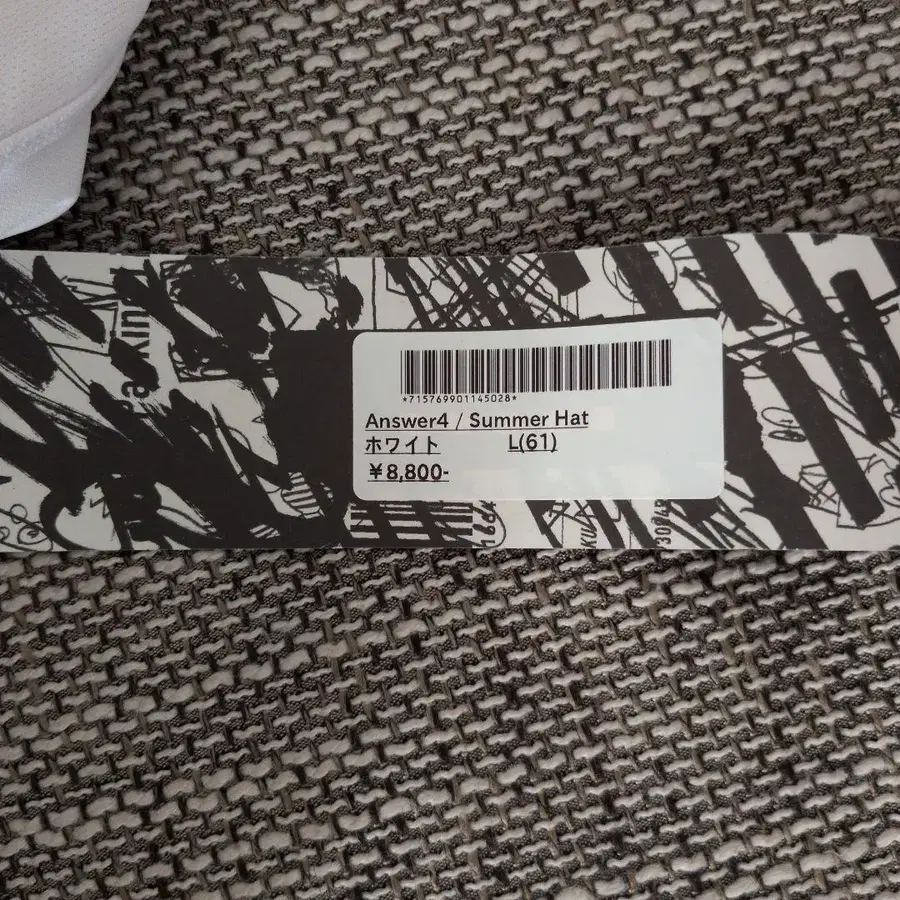 *715769901145028*
Answer4 / Summer Hat
ホワイト L(61)
¥8,800-